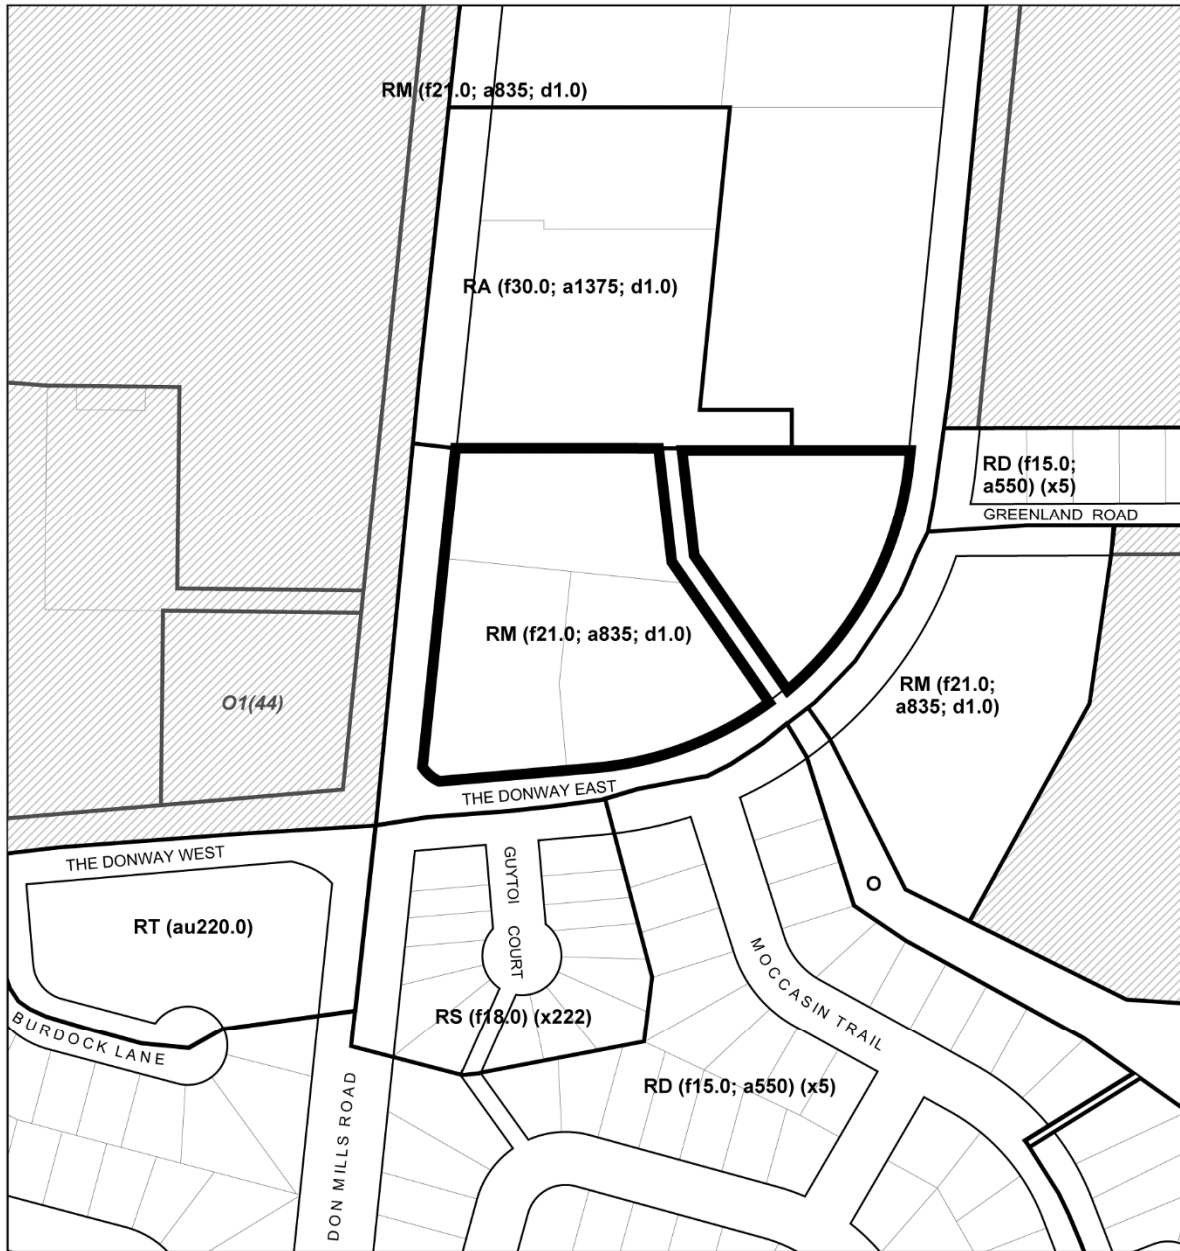 RM (f21.0; a835; d1.0)
RA (f30.0; a1375; d1.0)
RD (f15.0;
a550) (x5)
GREENLAND ROAD
RM (f21.0; a835; d1.0)
RM (f21.0;
a835; d1.0)
O1(44)
THE DONWAY EAST
THE DONWAY WEST
GUYTOI COURT
O
RT (au220.0)
MOCCASIN TRAIL
RS (f18.0) (x222)
BURDOCK LANE
RD (f15.0; a550) (x5)
DON MILLS ROAD